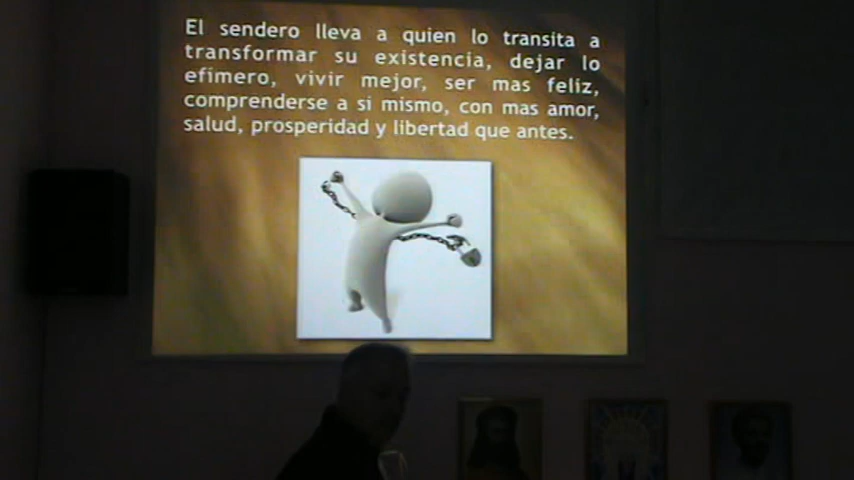 El sendero lleva a quien lo transita a
transformar su existencia, dejar lo
efimero, vivir mejor, ser mas feliz,
comprenderse a si mismo, con mas amor,
salud, prosperidad y libertad que antes.